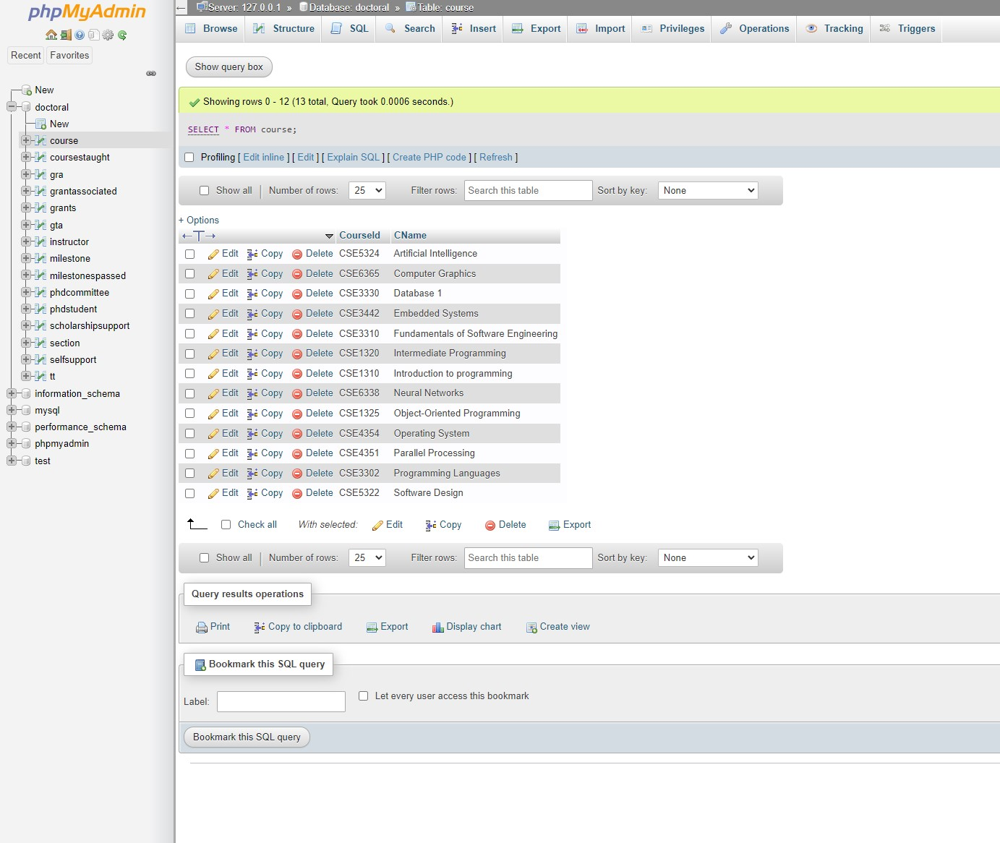 phpMyAdmin
Recent Favorites
New
doctoral
New
course
coursestaught
gra
grantassociated
grants
gta
instructor
milestone
milestonespassed
phdcommittee
phdstudent
scholarshipsupport
section
selfsupport
tt
information_schema
mysql
performance_schema
phpmyadmin
test
Server: 127.0.0.1 » Database: doctoral » Table: course
Browse Structure SQL Search Insert Export Import Privileges Operations Tracking Triggers
Show query box
Showing rows 0 - 12 (13 total, Query took 0.0006 seconds.)
SELECT * FROM course;
Profiling [ Edit inline ] [ Edit ] [ Explain SQL ] [ Create PHP code ] [ Refresh ]
Show all Number of rows: 25 Filter rows: Search this table Sort by key: None
+ Options
←T→ CourseId CName
Edit Copy Delete CSE5324 Artificial Intelligence
Edit Copy Delete CSE6365 Computer Graphics
Edit Copy Delete CSE3330 Database 1
Edit Copy Delete CSE3442 Embedded Systems
Edit Copy Delete CSE3310 Fundamentals of Software Engineering
Edit Copy Delete CSE1320 Intermediate Programming
Edit Copy Delete CSE1310 Introduction to programming
Edit Copy Delete CSE6338 Neural Networks
Edit Copy Delete CSE1325 Object-Oriented Programming
Edit Copy Delete CSE4354 Operating System
Edit Copy Delete CSE4351 Parallel Processing
Edit Copy Delete CSE3302 Programming Languages
Edit Copy Delete CSE5322 Software Design
Check all With selected: Edit Copy Delete Export
Show all Number of rows: 25 Filter rows: Search this table Sort by key: None
Query results operations
Print Copy to clipboard Export Display chart Create view
Bookmark this SQL query
Label: Let every user access this bookmark
Bookmark this SQL query